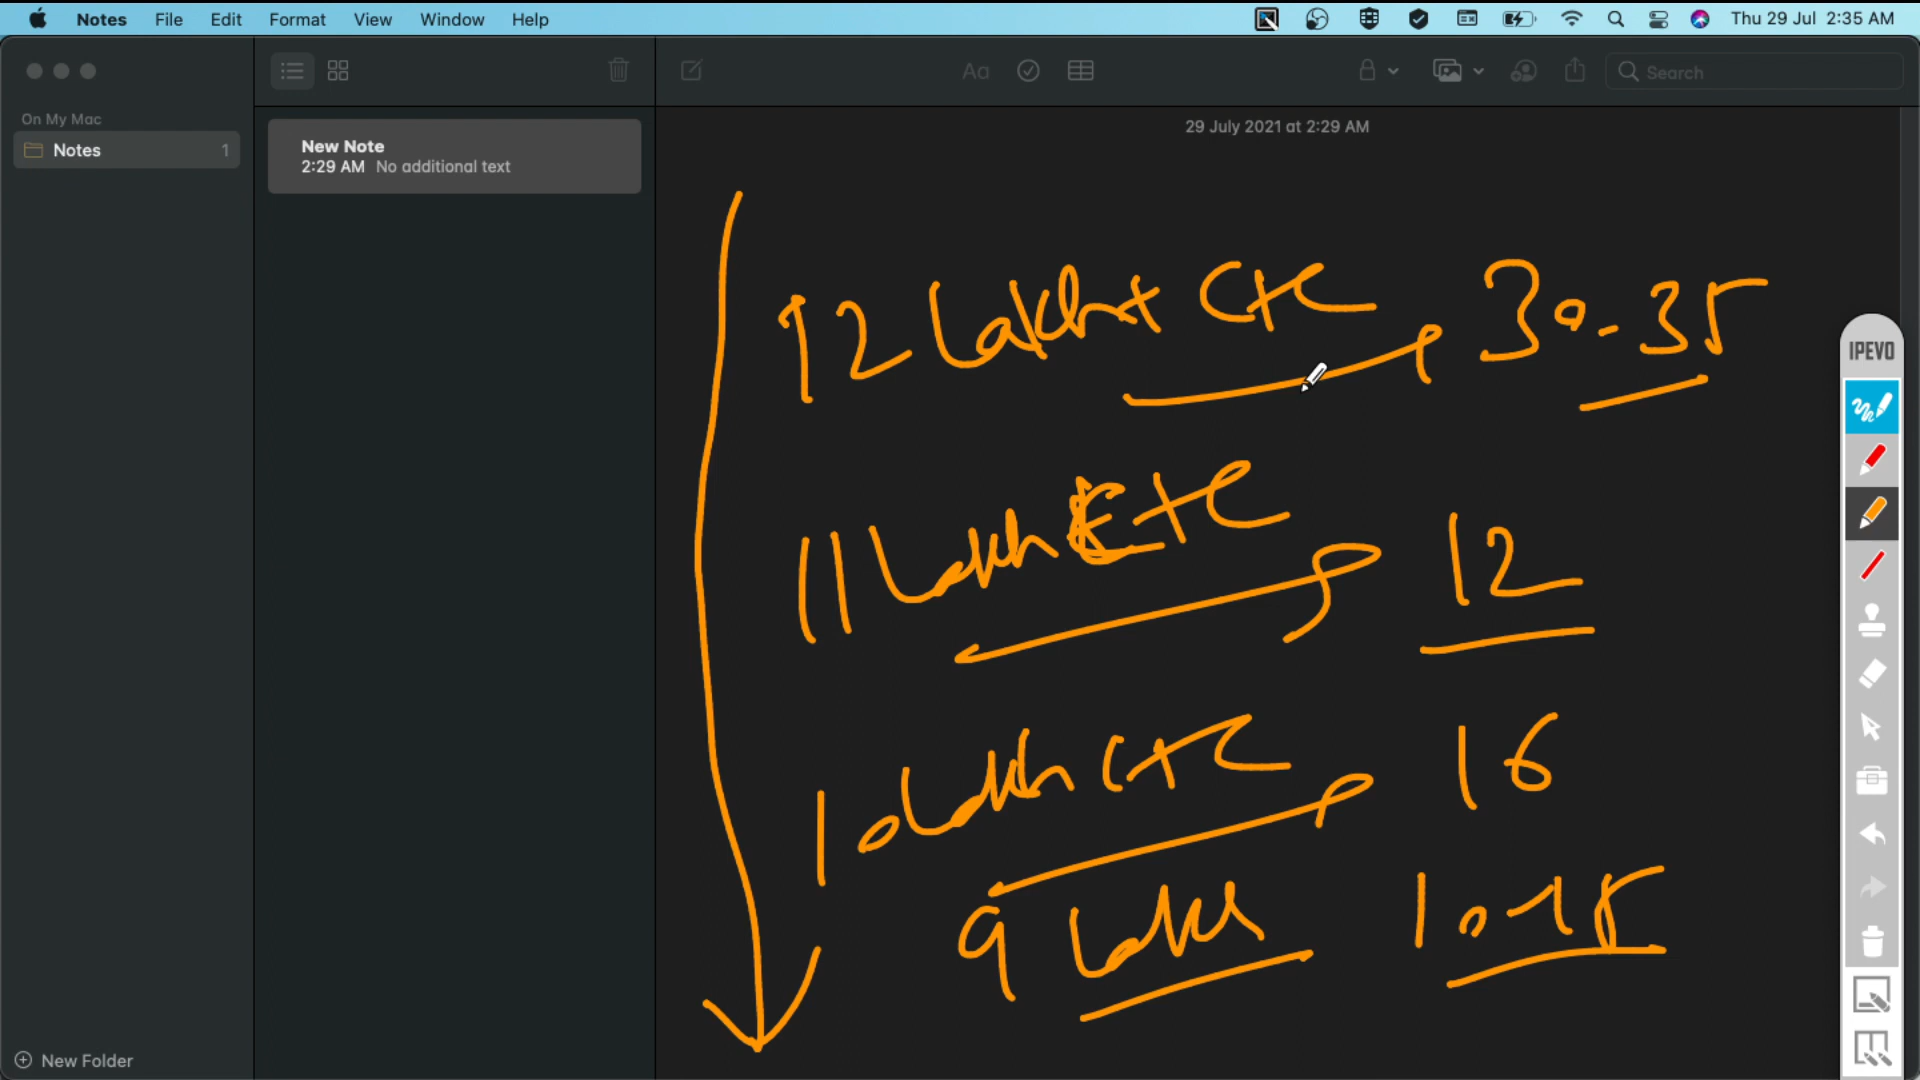 Notes File Edit Format View Window Help Thu 29 Jul 2:35 AM
Aa Search
On My Mac
Notes 1
New Note
2:29 AM No additional text
29 July 2021 at 2:29 AM
12 Lakh+ CTC, 30-35
11 Lakh CTC 12
10 Lakh CTC 16
9 Lakh 10-15
IPEVO
New Folder